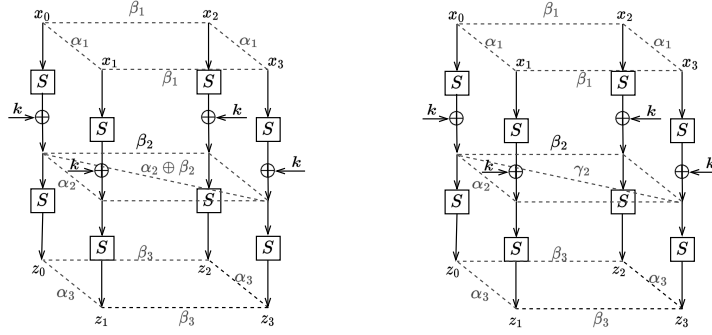 β₁
x₀ x₂
α₁ α₁
x₁ x₃
β₁
S S
k k
S S
β₂
k α₂ ⊕ β₂ k
α₂
S S
S S
β₃
z₀ z₂
α₃ α₃
z₁ β₃ z₃
β₁
x₀ x₂
α₁ α₁
x₁ x₃
β₁
S S
k k
S S
β₂
k γ₂ k
α₂
S S
S S
β₃
z₀ z₂
α₃ α₃
z₁ β₃ z₃